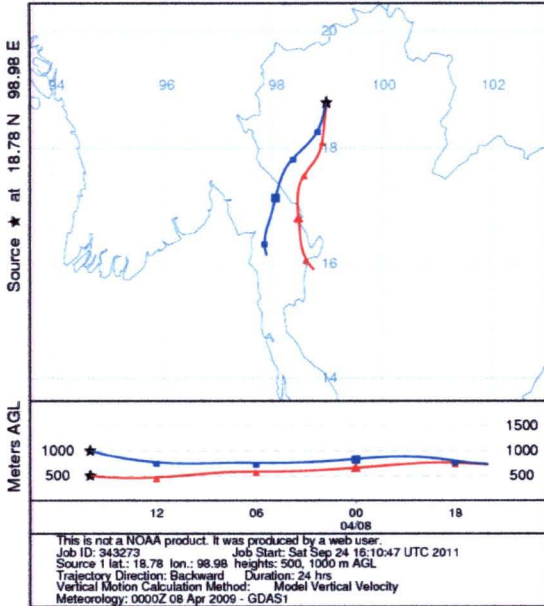 Source ★ at 18.78 N 98.98 E
20
94 96 98 100 102
18
16
14
Meters AGL
1500
1000 1000
500 500
12 06 00 18
04/08
This is not a NOAA product. It was produced by a web user.
Job ID: 343273 Job Start: Sat Sep 24 16:10:47 UTC 2011
Source 1 lat.: 18.78 lon.: 98.98 heights: 500, 1000 m AGL
Trajectory Direction: Backward Duration: 24 hrs
Vertical Motion Calculation Method: Model Vertical Velocity
Meteorology: 0000Z 08 Apr 2009 - GDAS1